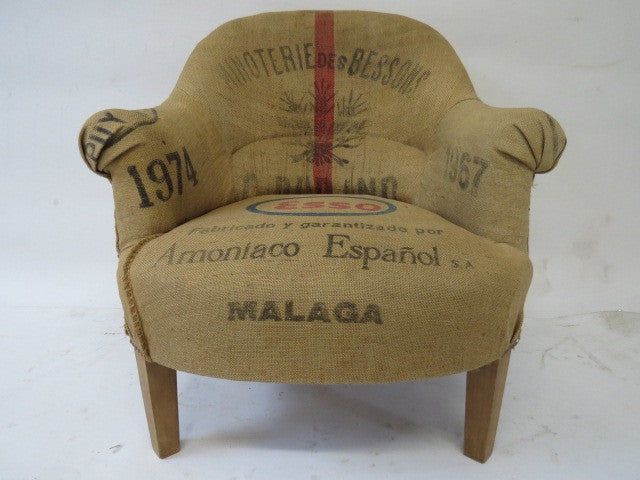 MINOTERIE DES BESSONS
1974
1967
ESSO
Fabricado y garantizado por
Amoniaco Español S.A.
MALAGA